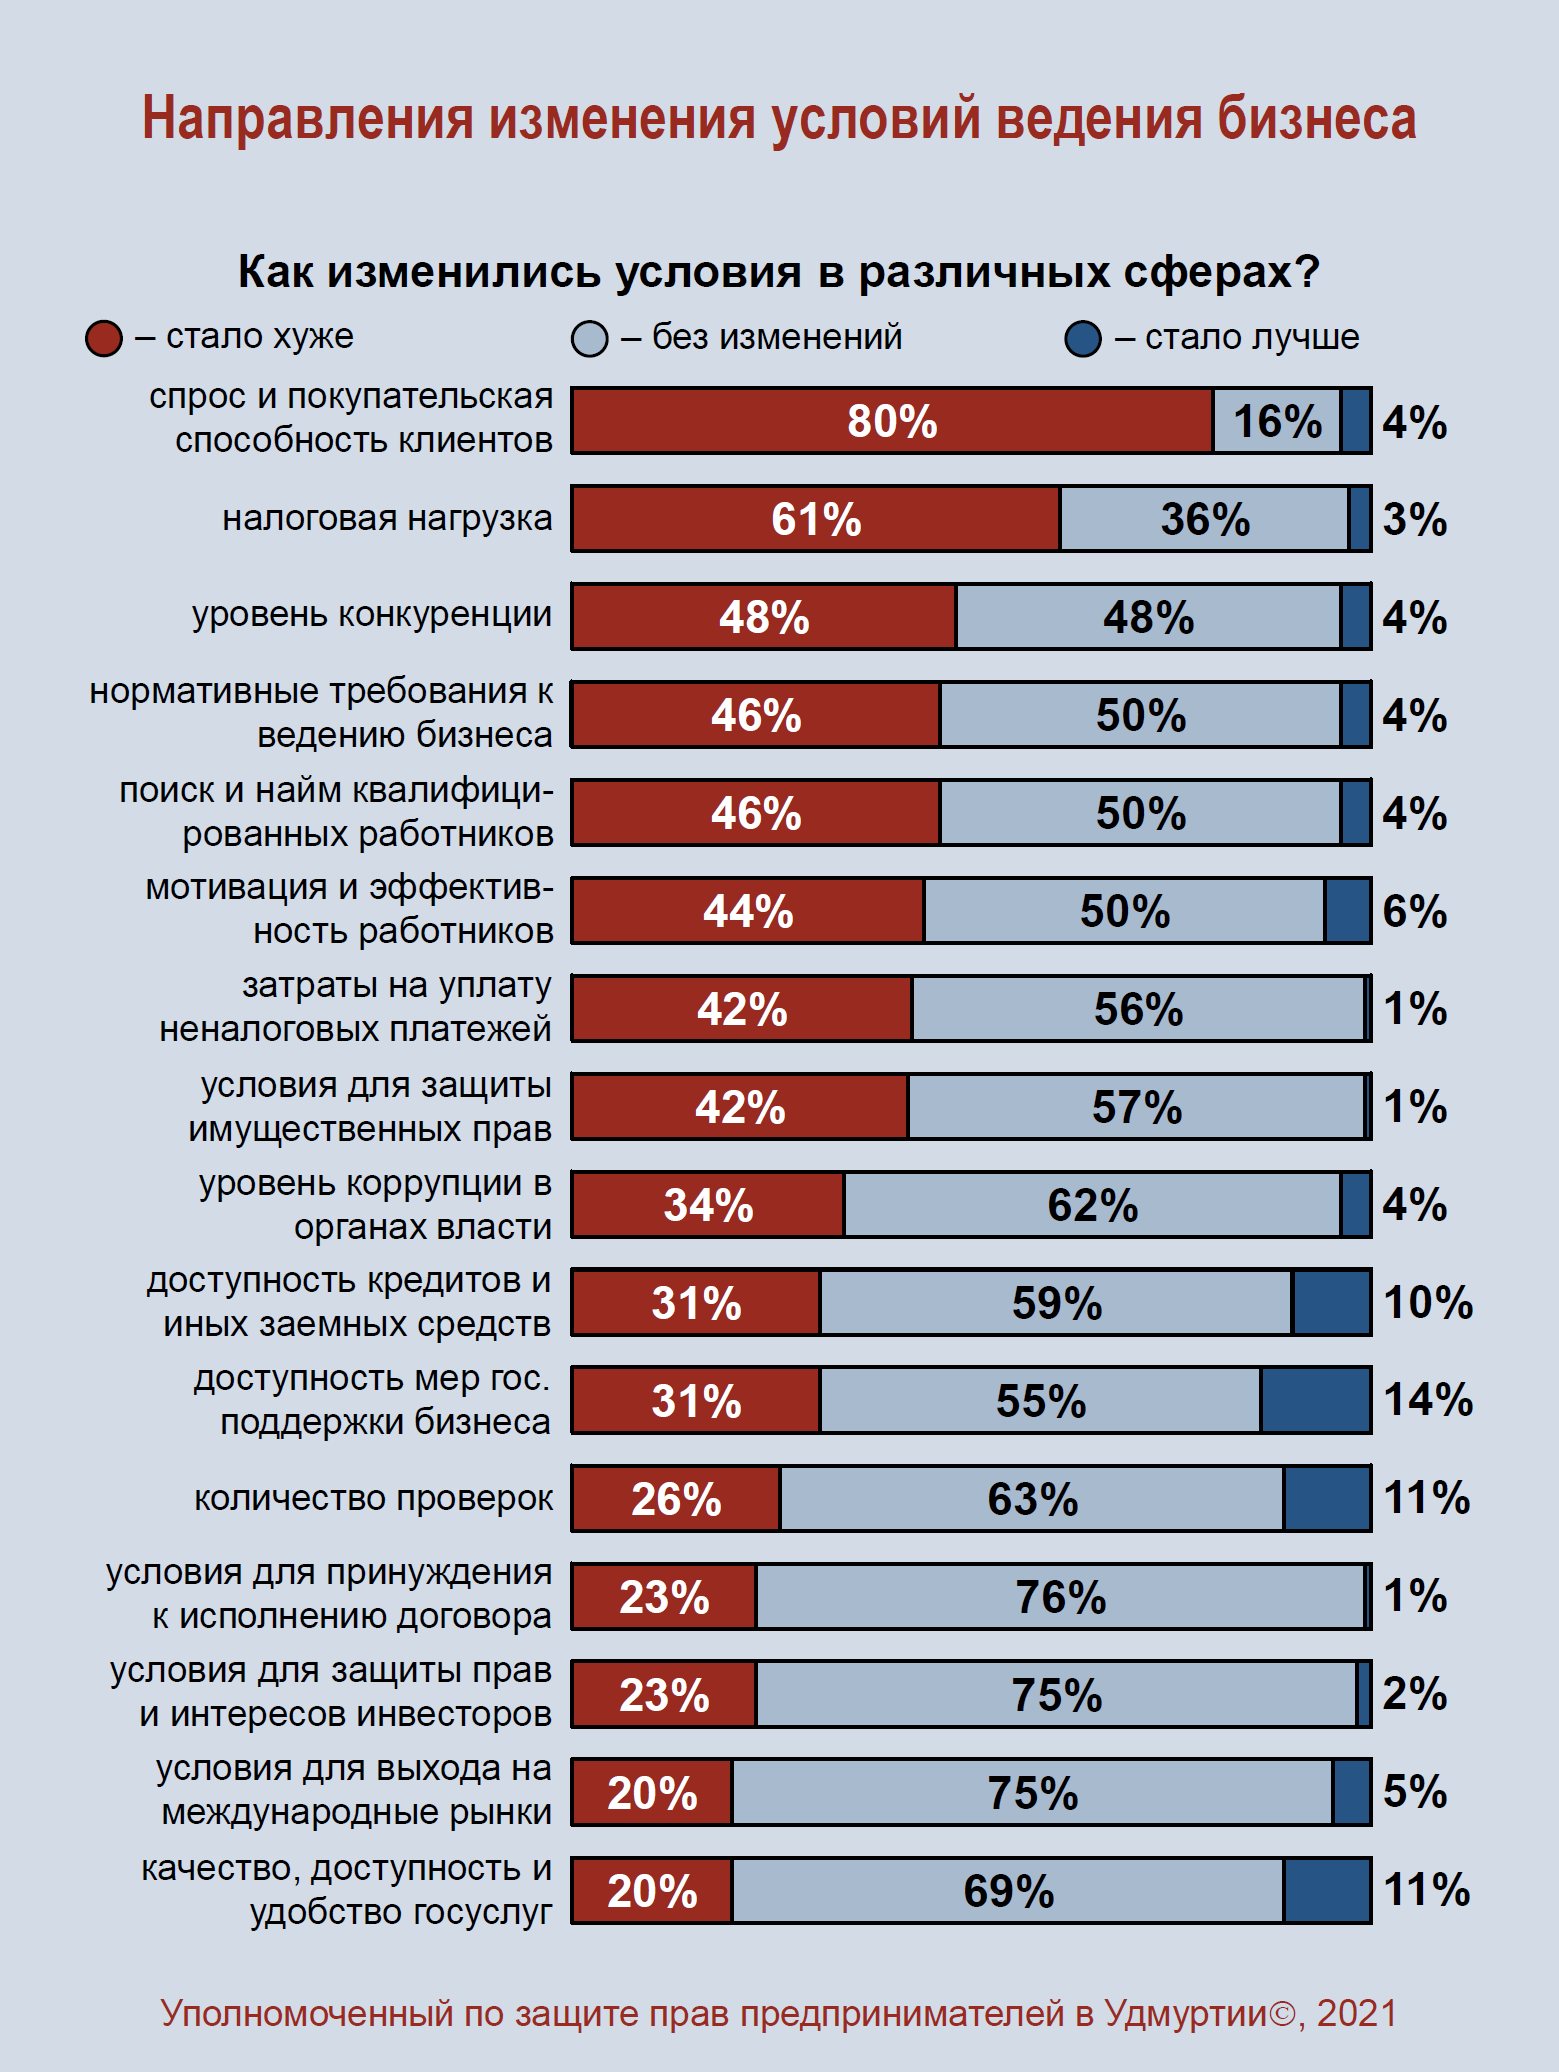 Направления изменения условий ведения бизнеса
Как изменились условия в различных сферах?
– стало хуже – без изменений – стало лучше
спрос и покупательская
способность клиентов
80% 16% 4%
налоговая нагрузка 61% 36% 3%
уровень конкуренции 48% 48% 4%
нормативные требования к
ведению бизнеса
46% 50% 4%
поиск и найм квалифици-
рованных работников
46% 50% 4%
мотивация и эффектив-
ность работников
44% 50% 6%
затраты на уплату
неналоговых платежей
42% 56% 1%
условия для защиты
имущественных прав
42% 57% 1%
уровень коррупции в
органах власти
34% 62% 4%
доступность кредитов и
иных заемных средств
31% 59% 10%
доступность мер гос.
поддержки бизнеса
31% 55% 14%
количество проверок 26% 63% 11%
условия для принуждения
к исполнению договора
23% 76% 1%
условия для защиты прав
и интересов инвесторов
23% 75% 2%
условия для выхода на
международные рынки
20% 75% 5%
качество, доступность и
удобство госуслуг
20% 69% 11%
Уполномоченный по защите прав предпринимателей в Удмуртии©, 2021